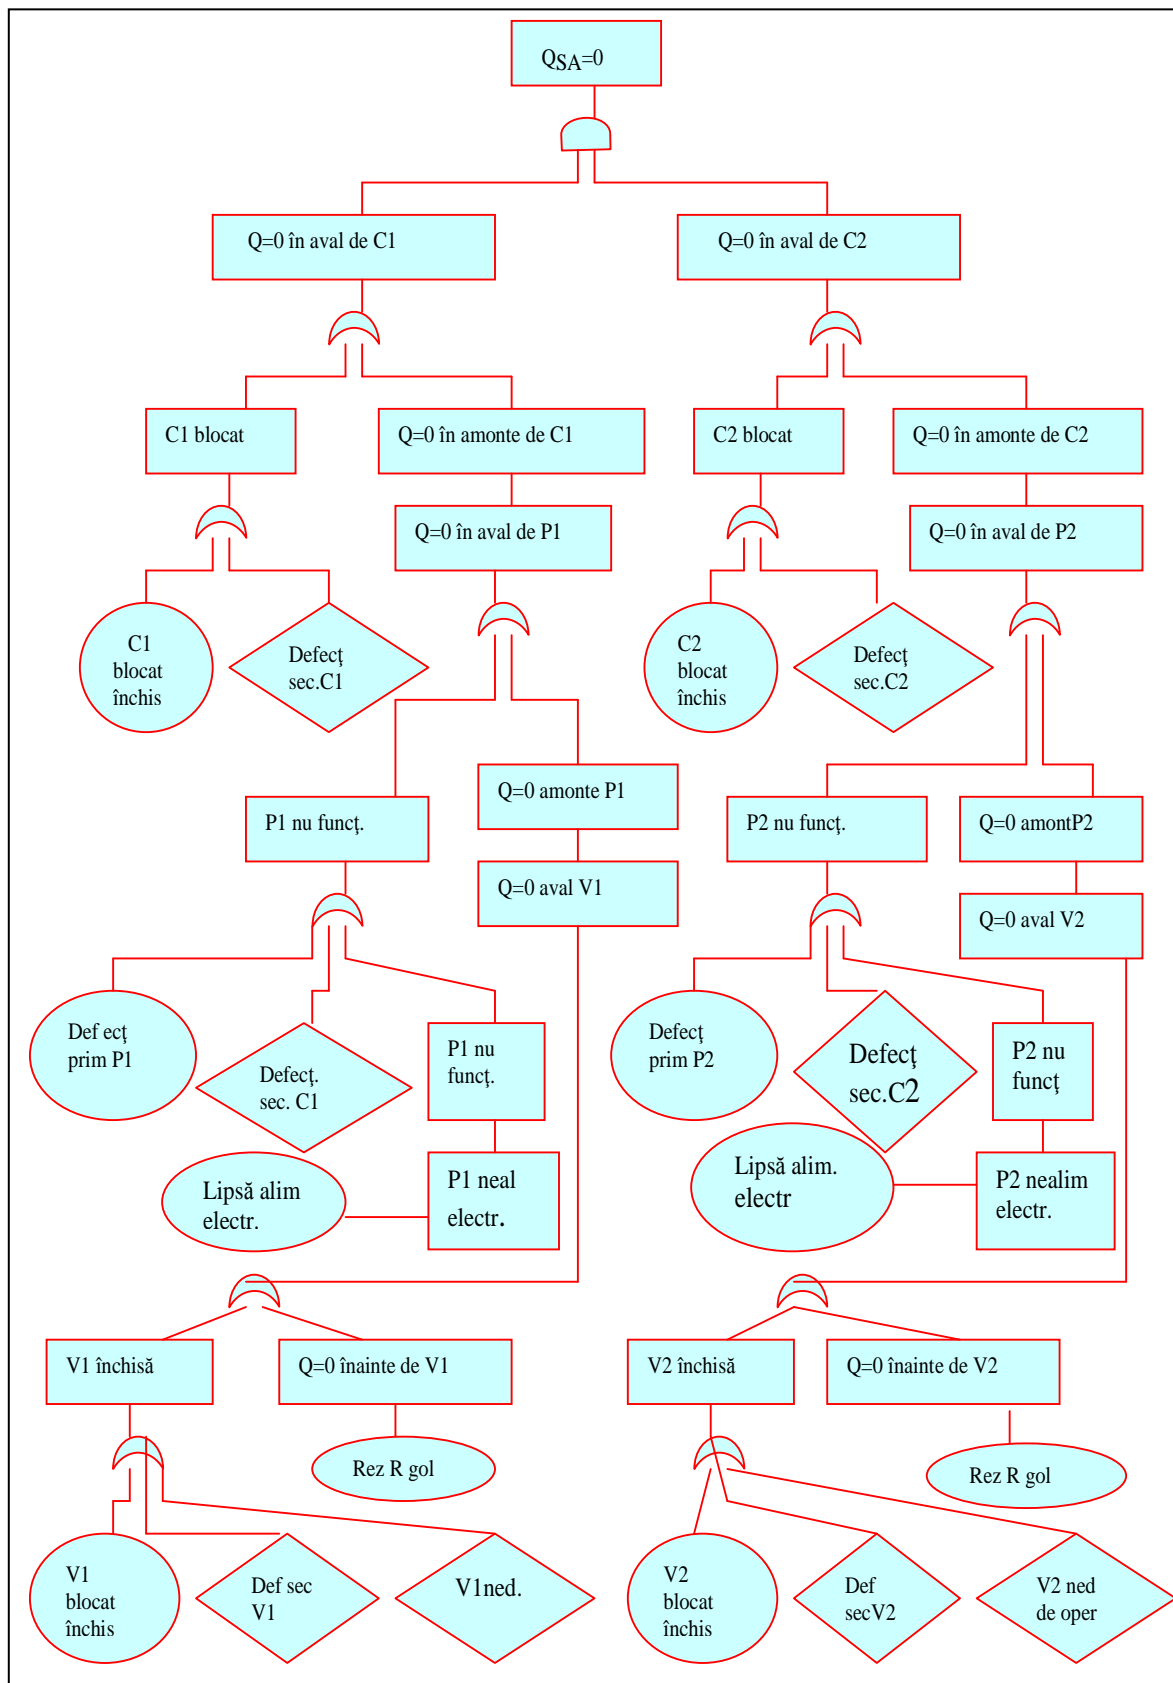 QSA=0
Q=0 în aval de C1
Q=0 în aval de C2
C1 blocat
Q=0 în amonte de C1
C2 blocat
Q=0 în amonte de C2
Q=0 în aval de P1
Q=0 în aval de P2
C1
blocat
închis
Defecţ
sec.C1
C2
blocat
închis
Defecţ
sec.C2
Q=0 amonte P1
P1 nu funcţ.
P2 nu funcţ.
Q=0 amontP2
Q=0 aval V1
Q=0 aval V2
Def ecţ
prim P1
Defecţ.
sec. C1
P1 nu
funcţ.
Defecţ
prim P2
Defecţ
sec.C2
P2 nu
funcţ
Lipsă alim
electr.
P1 neal
electr.
Lipsă alim.
electr
P2 nealim
electr.
V1 închisă
Q=0 înainte de V1
V2 închisă
Q=0 înainte de V2
Rez R gol
Rez R gol
V1
blocat
închis
Def sec
V1
V1ned.
V2
blocat
închis
Def
secV2
V2 ned
de oper